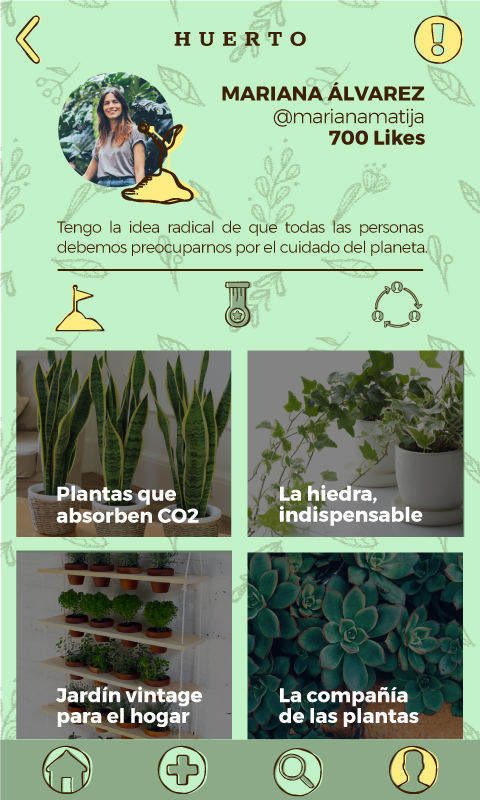 HUERTO
MARIANA ÁLVAREZ
@marianamatija
700 Likes
Tengo la idea radical de que todas las personas
debemos preocuparnos por el cuidado del planeta.
Plantas que
absorben CO2
La hiedra,
indispensable
Jardín vintage
para el hogar
La compañía
de las plantas